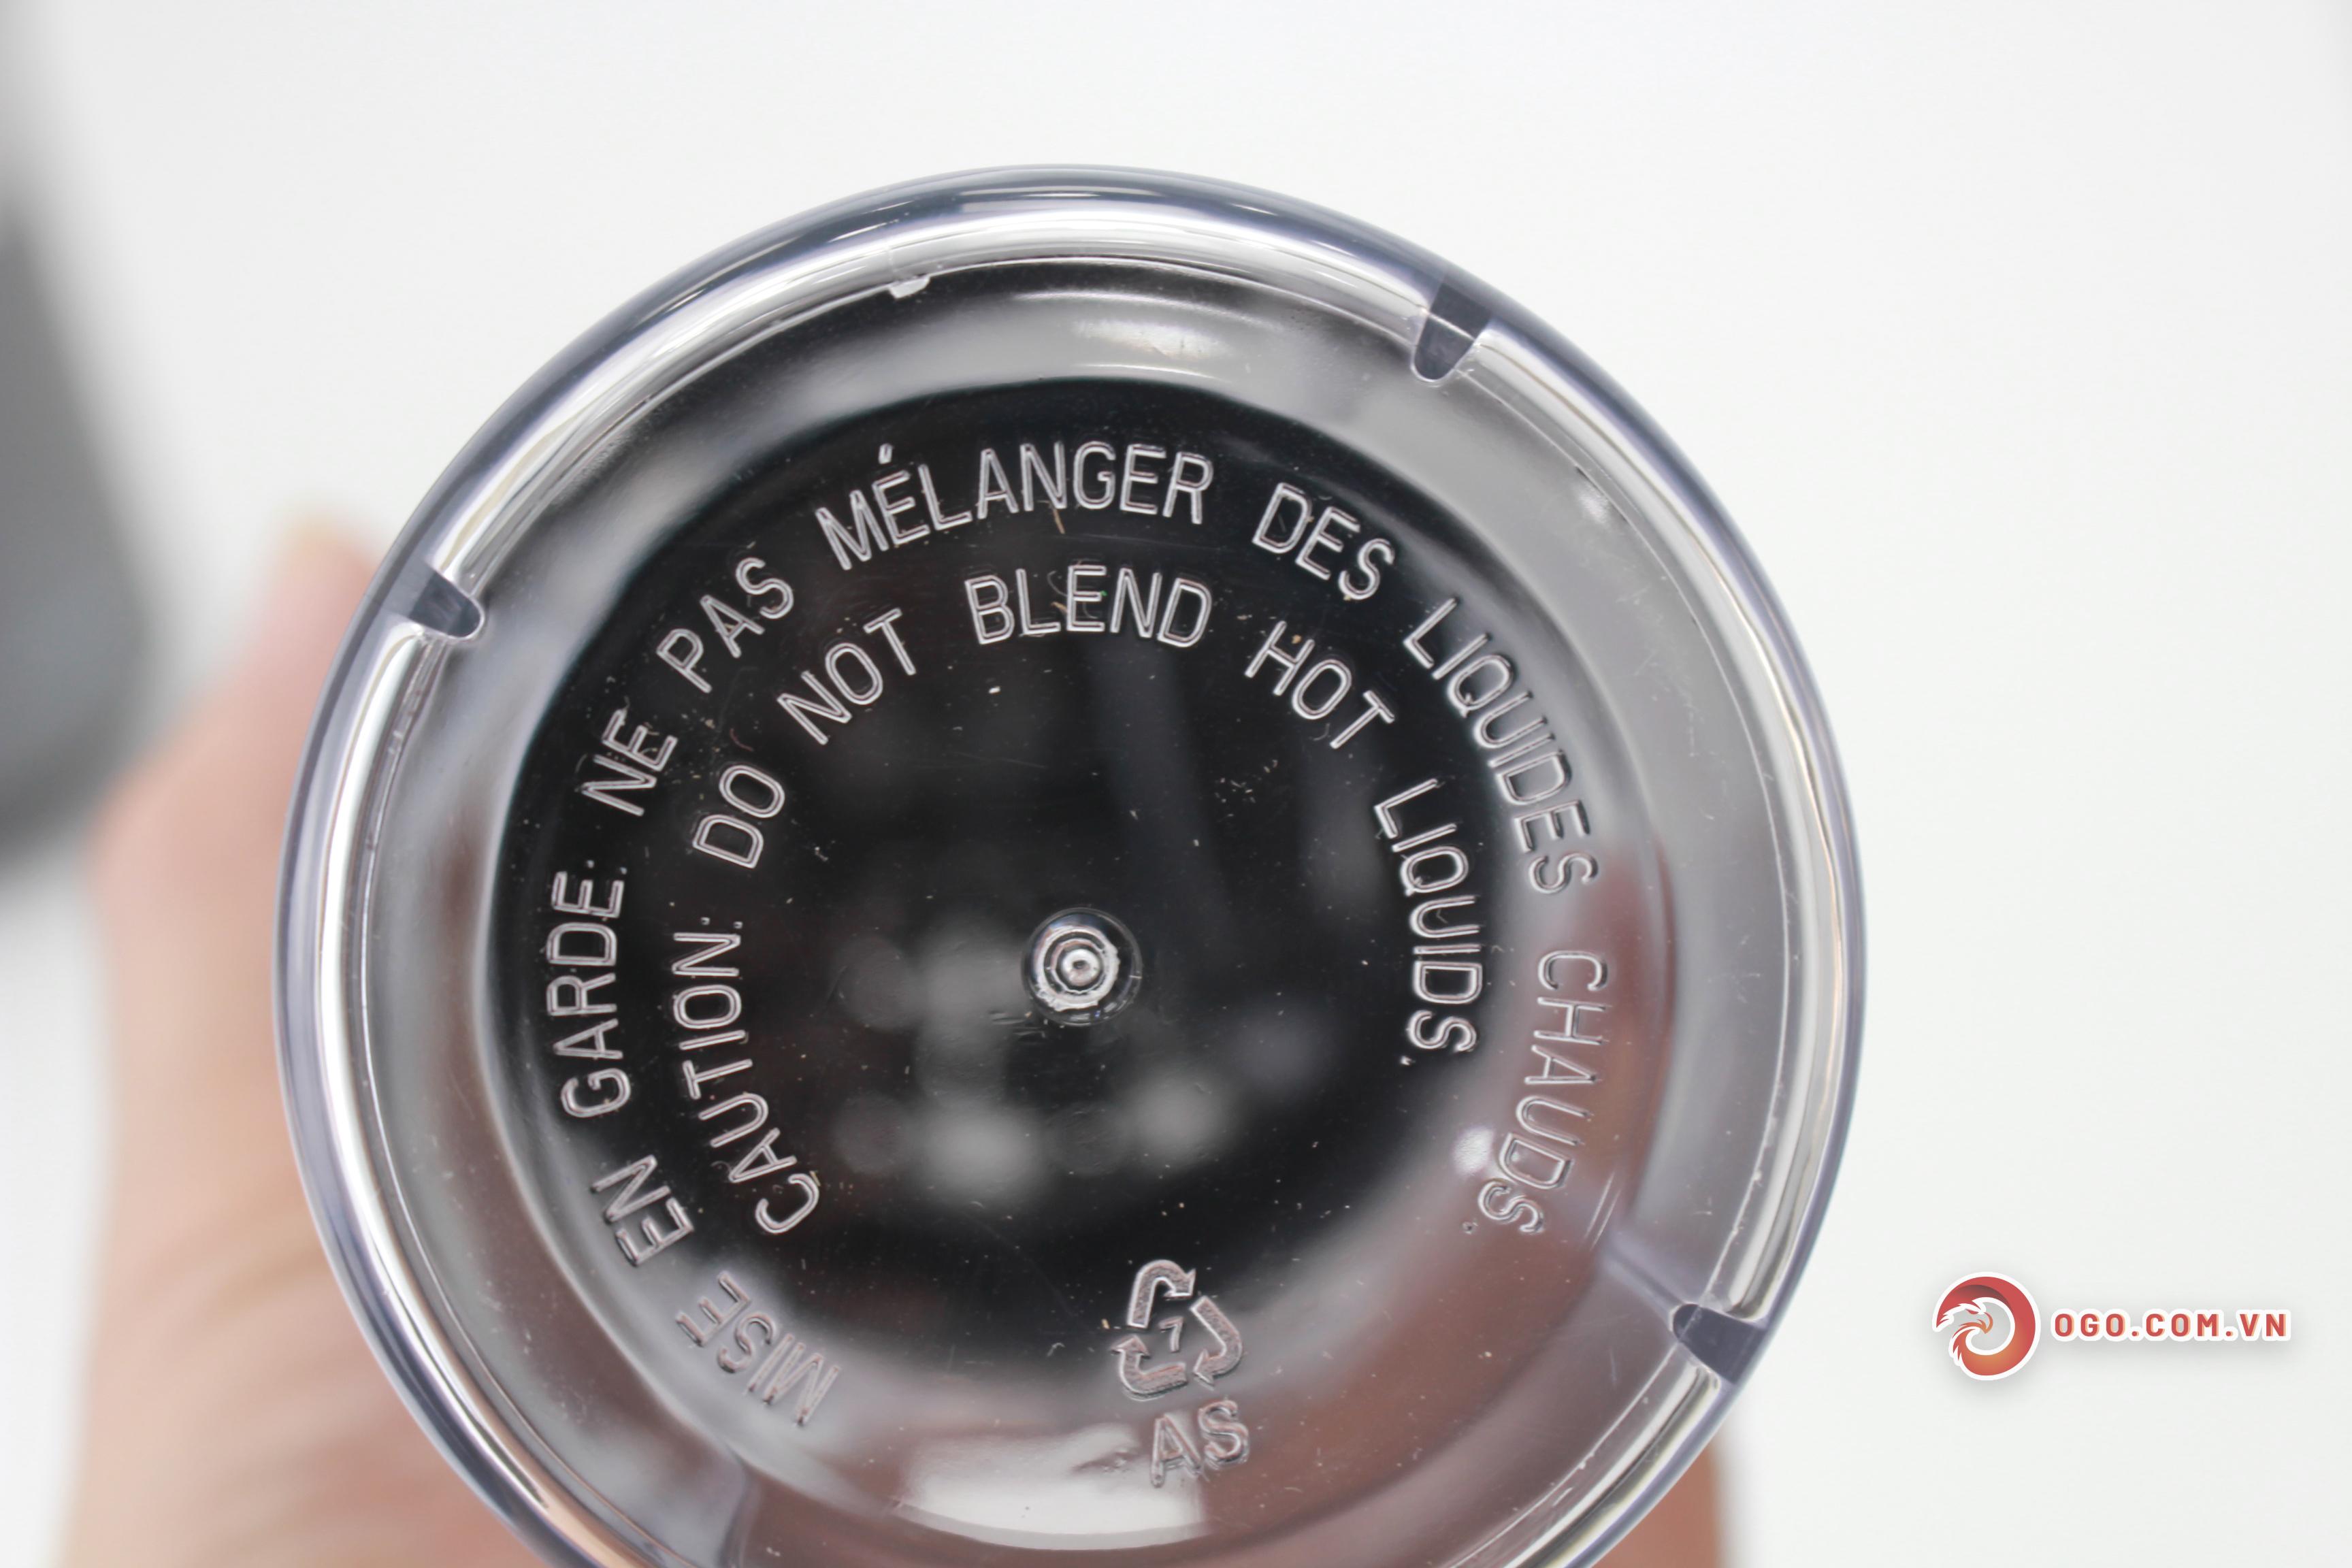 MISE EN GARDE: NE PAS MÉLANGER DES LIQUIDES CHAUDS.
CAUTION: DO NOT BLEND HOT LIQUIDS.
7
AS
OGO.COM.VN